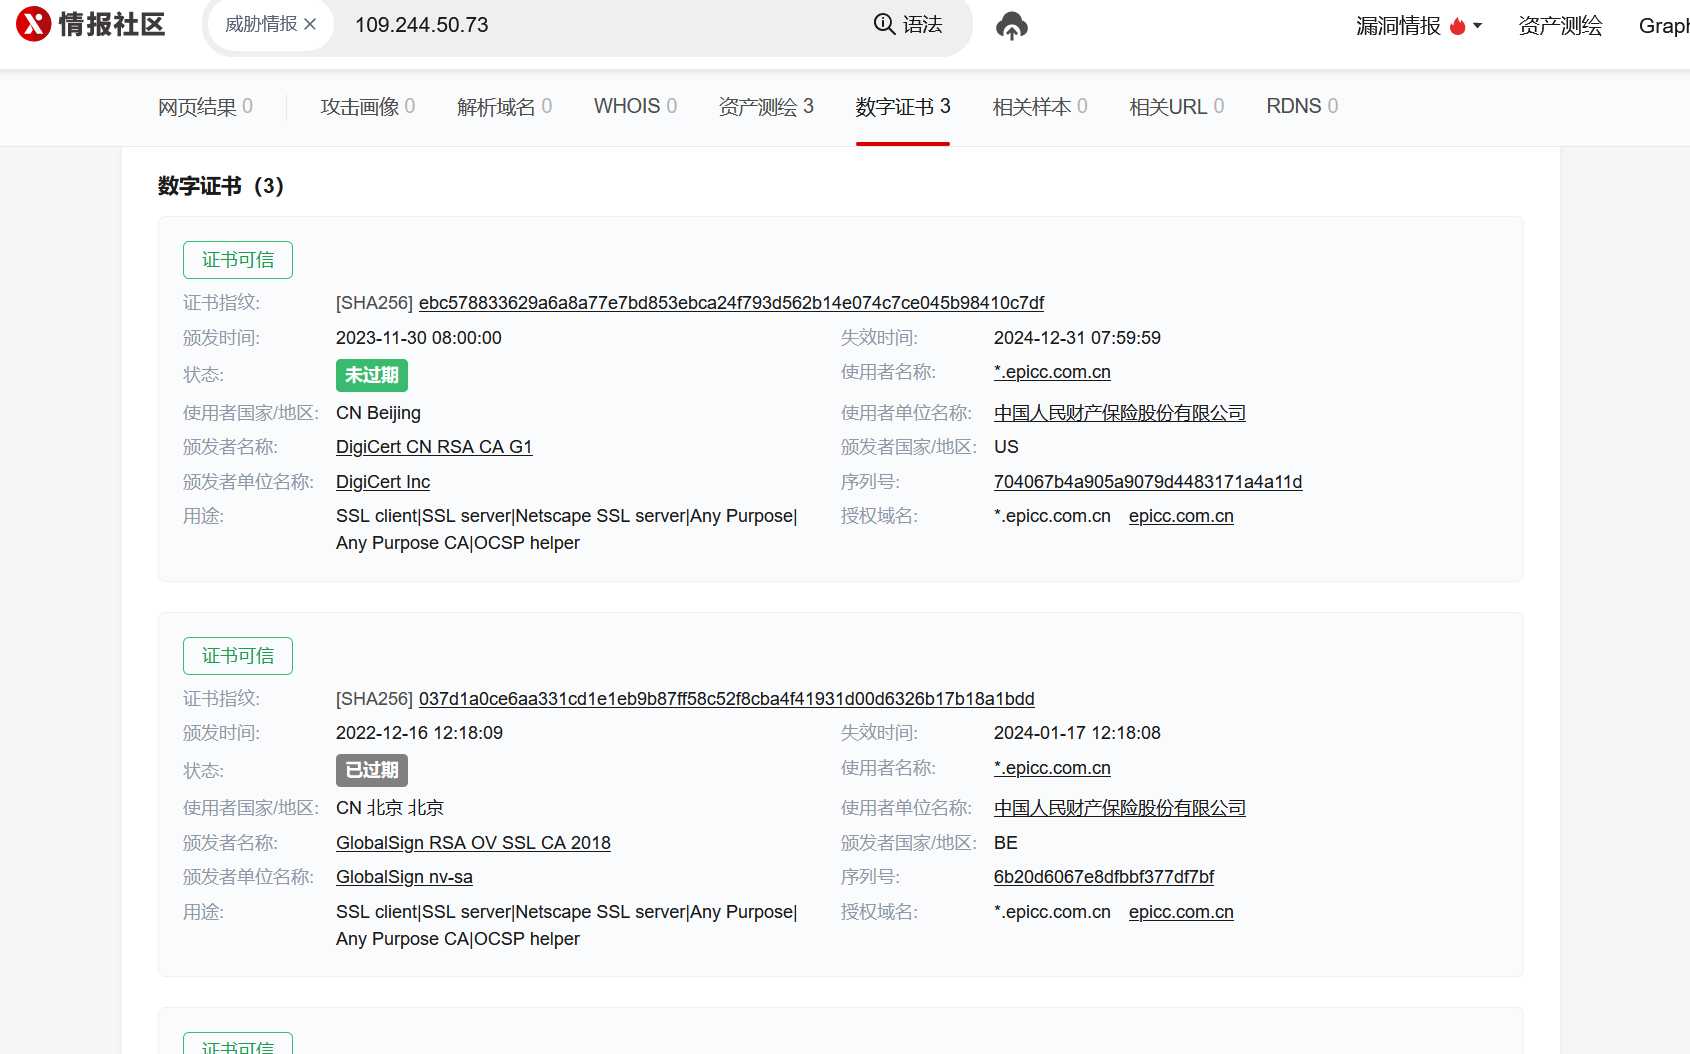 情报社区
威胁情报 ×
109.244.50.73
语法
漏洞情报
资产测绘
Graph
网页结果 0
攻击画像 0
解析域名 0
WHOIS 0
资产测绘 3
数字证书 3
相关样本 0
相关URL 0
RDNS 0
数字证书（3）
证书可信
证书指纹: [SHA256] ebc578833629a6a8a77e7bd853ebca24f793d562b14e074c7ce045b98410c7df
颁发时间: 2023-11-30 08:00:00 失效时间: 2024-12-31 07:59:59
状态: 未过期 使用者名称: *.epicc.com.cn
使用者国家/地区: CN Beijing 使用者单位名称: 中国人民财产保险股份有限公司
颁发者名称: DigiCert CN RSA CA G1 颁发者国家/地区: US
颁发者单位名称: DigiCert Inc 序列号: 704067b4a905a9079d4483171a4a11d
用途: SSL client|SSL server|Netscape SSL server|Any Purpose| 授权域名: *.epicc.com.cn epicc.com.cn
Any Purpose CA|OCSP helper
证书可信
证书指纹: [SHA256] 037d1a0ce6aa331cd1e1eb9b87ff58c52f8cba4f41931d00d6326b17b18a1bdd
颁发时间: 2022-12-16 12:18:09 失效时间: 2024-01-17 12:18:08
状态: 已过期 使用者名称: *.epicc.com.cn
使用者国家/地区: CN 北京 北京 使用者单位名称: 中国人民财产保险股份有限公司
颁发者名称: GlobalSign RSA OV SSL CA 2018 颁发者国家/地区: BE
颁发者单位名称: GlobalSign nv-sa 序列号: 6b20d6067e8dfbbf377df7bf
用途: SSL client|SSL server|Netscape SSL server|Any Purpose| 授权域名: *.epicc.com.cn epicc.com.cn
Any Purpose CA|OCSP helper
证书可信